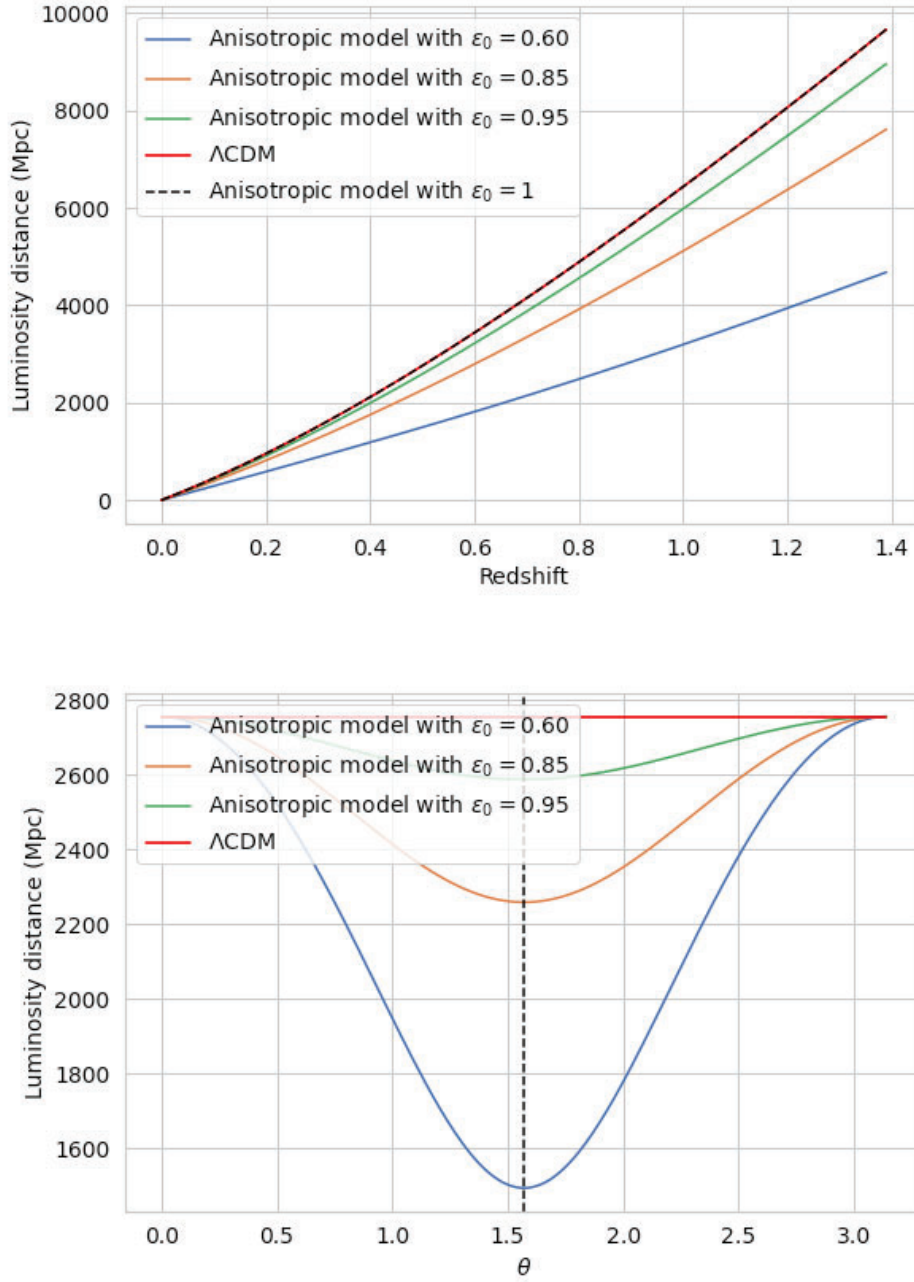 10000
8000
6000
4000
2000
0
Luminosity distance (Mpc)
Anisotropic model with ε₀ = 0.60
Anisotropic model with ε₀ = 0.85
Anisotropic model with ε₀ = 0.95
ΛCDM
Anisotropic model with ε₀ = 1
0.0 0.2 0.4 0.6 0.8 1.0 1.2 1.4
Redshift
2800
2600
2400
2200
2000
1800
1600
Luminosity distance (Mpc)
Anisotropic model with ε₀ = 0.60
Anisotropic model with ε₀ = 0.85
Anisotropic model with ε₀ = 0.95
ΛCDM
0.0 0.5 1.0 1.5 2.0 2.5 3.0
θ